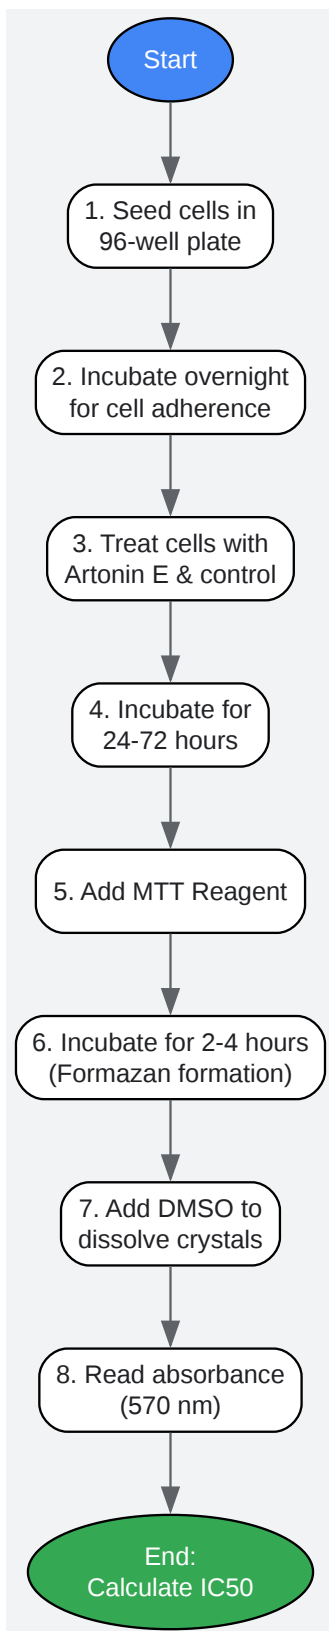 Start
1. Seed cells in
96-well plate
2. Incubate overnight
for cell adherence
3. Treat cells with
Artonin E & control
4. Incubate for
24-72 hours
5. Add MTT Reagent
6. Incubate for 2-4 hours
(Formazan formation)
7. Add DMSO to
dissolve crystals
8. Read absorbance
(570 nm)
End:
Calculate IC50